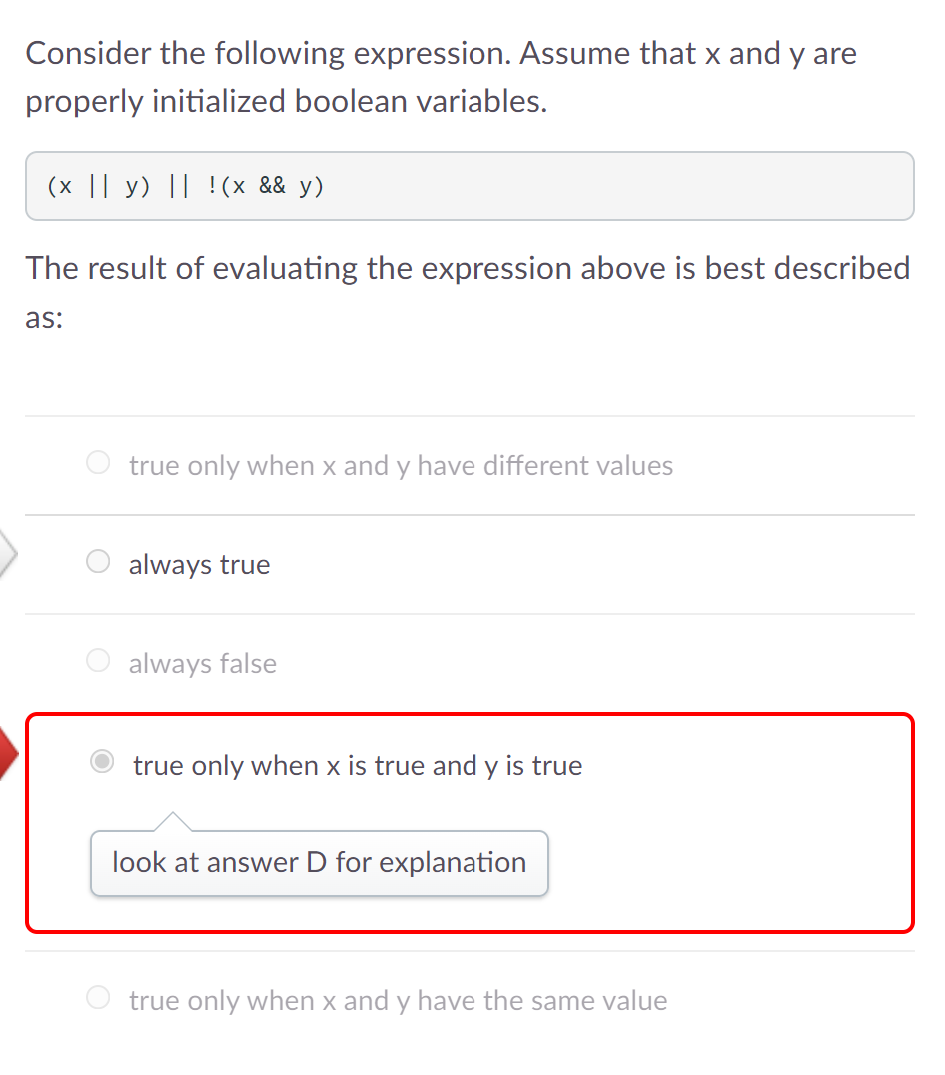 Consider the following expression. Assume that x and y are
properly initialized boolean variables.
(x || y) || !(x && y)
The result of evaluating the expression above is best described
as:
true only when x and y have different values
always true
always false
true only when x is true and y is true
look at answer D for explanation
true only when x and y have the same value